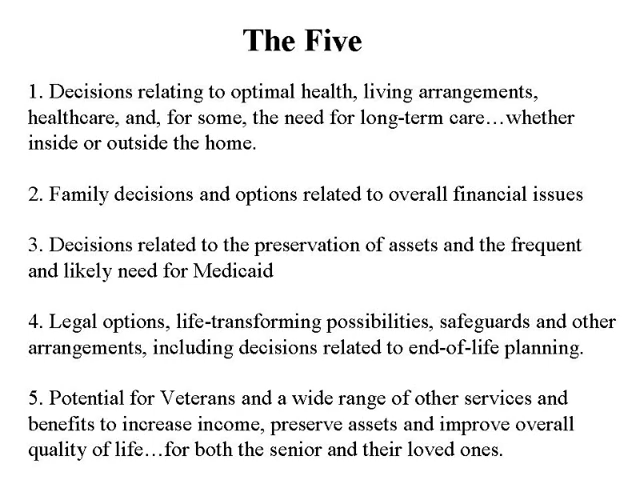 The Five
1. Decisions relating to optimal health, living arrangements,
healthcare, and, for some, the need for long-term care…whether
inside or outside the home.
2. Family decisions and options related to overall financial issues
3. Decisions related to the preservation of assets and the frequent
and likely need for Medicaid
4. Legal options, life-transforming possibilities, safeguards and other
arrangements, including decisions related to end-of-life planning.
5. Potential for Veterans and a wide range of other services and
benefits to increase income, preserve assets and improve overall
quality of life…for both the senior and their loved ones.